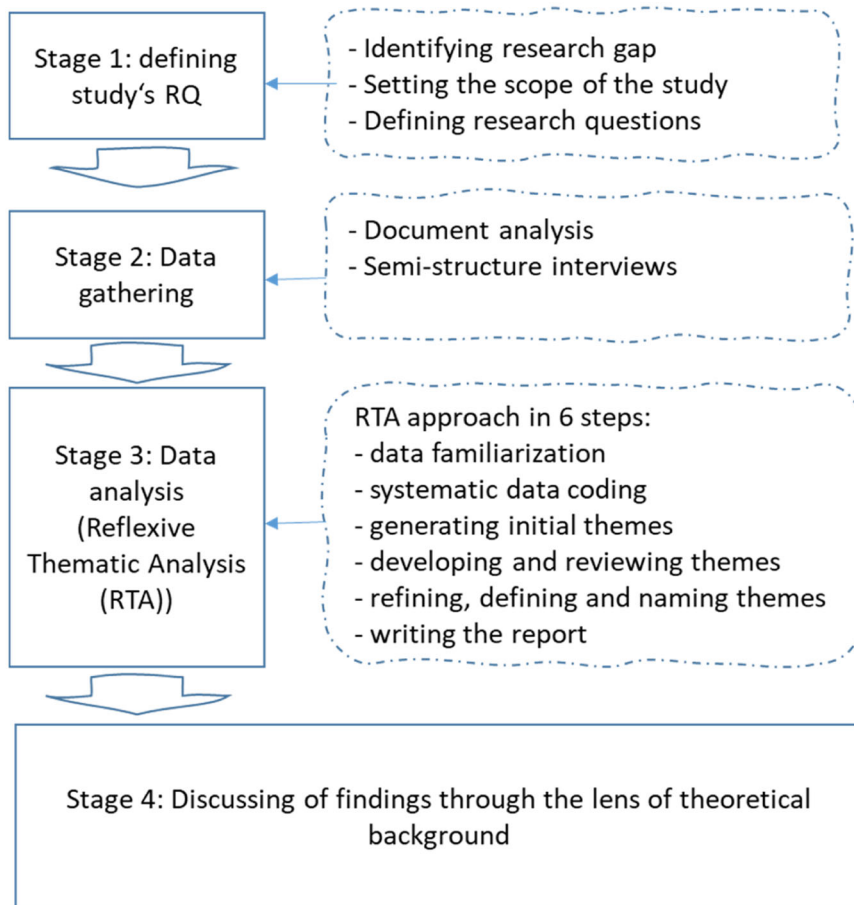 Stage 1: defining
study‘s RQ
- Identifying research gap
- Setting the scope of the study
- Defining research questions
Stage 2: Data
gathering
- Document analysis
- Semi-structure interviews
Stage 3: Data
analysis
(Reflexive
Thematic Analysis
(RTA))
RTA approach in 6 steps:
- data familiarization
- systematic data coding
- generating initial themes
- developing and reviewing themes
- refining, defining and naming themes
- writing the report
Stage 4: Discussing of findings through the lens of theoretical
background